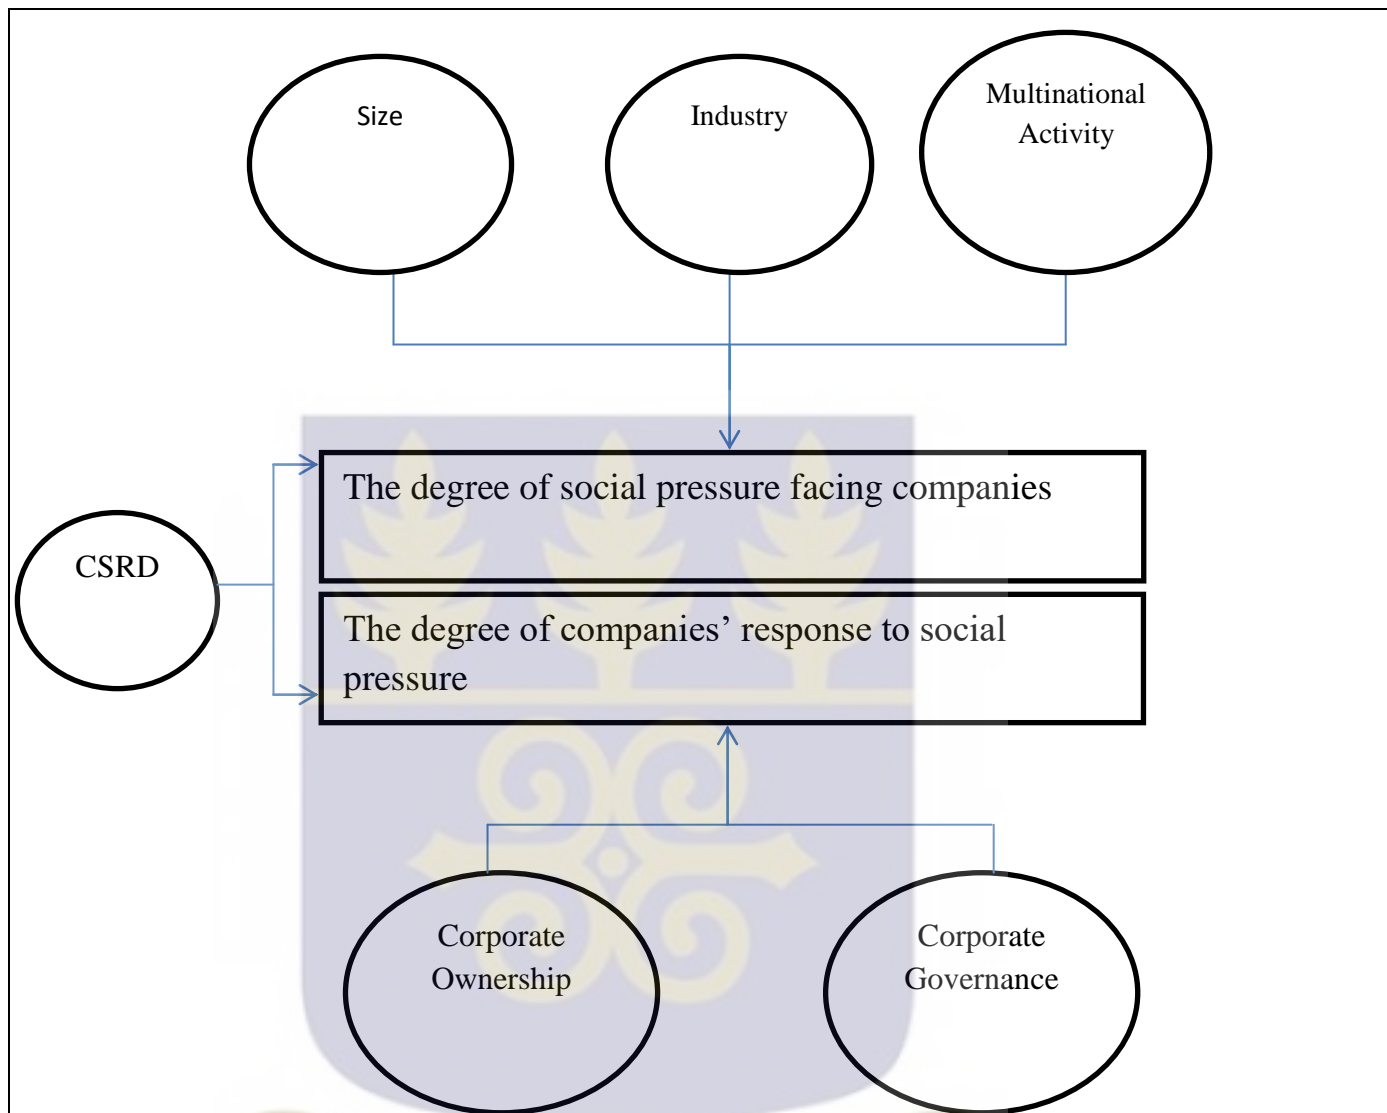 Size
Industry
Multinational
Activity
The degree of social pressure facing companies
CSRD
The degree of companies’ response to social
pressure
Corporate
Ownership
Corporate
Governance